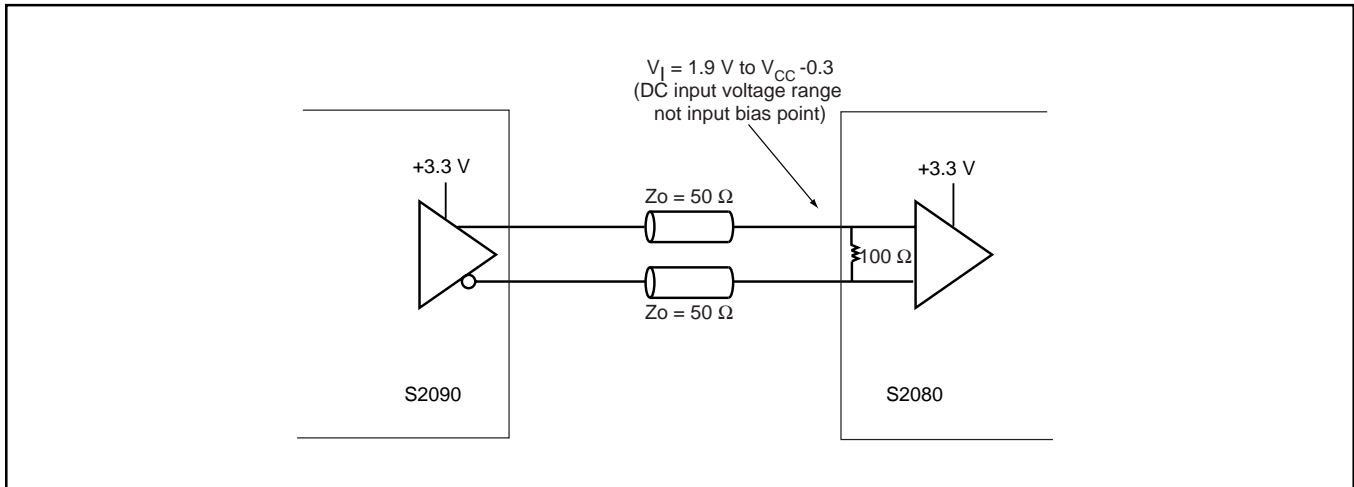 V_I = 1.9 V to V_CC -0.3
(DC input voltage range
not input bias point)
+3.3 V
+3.3 V
Zo = 50 Ω
100 Ω
Zo = 50 Ω
S2090
S2080